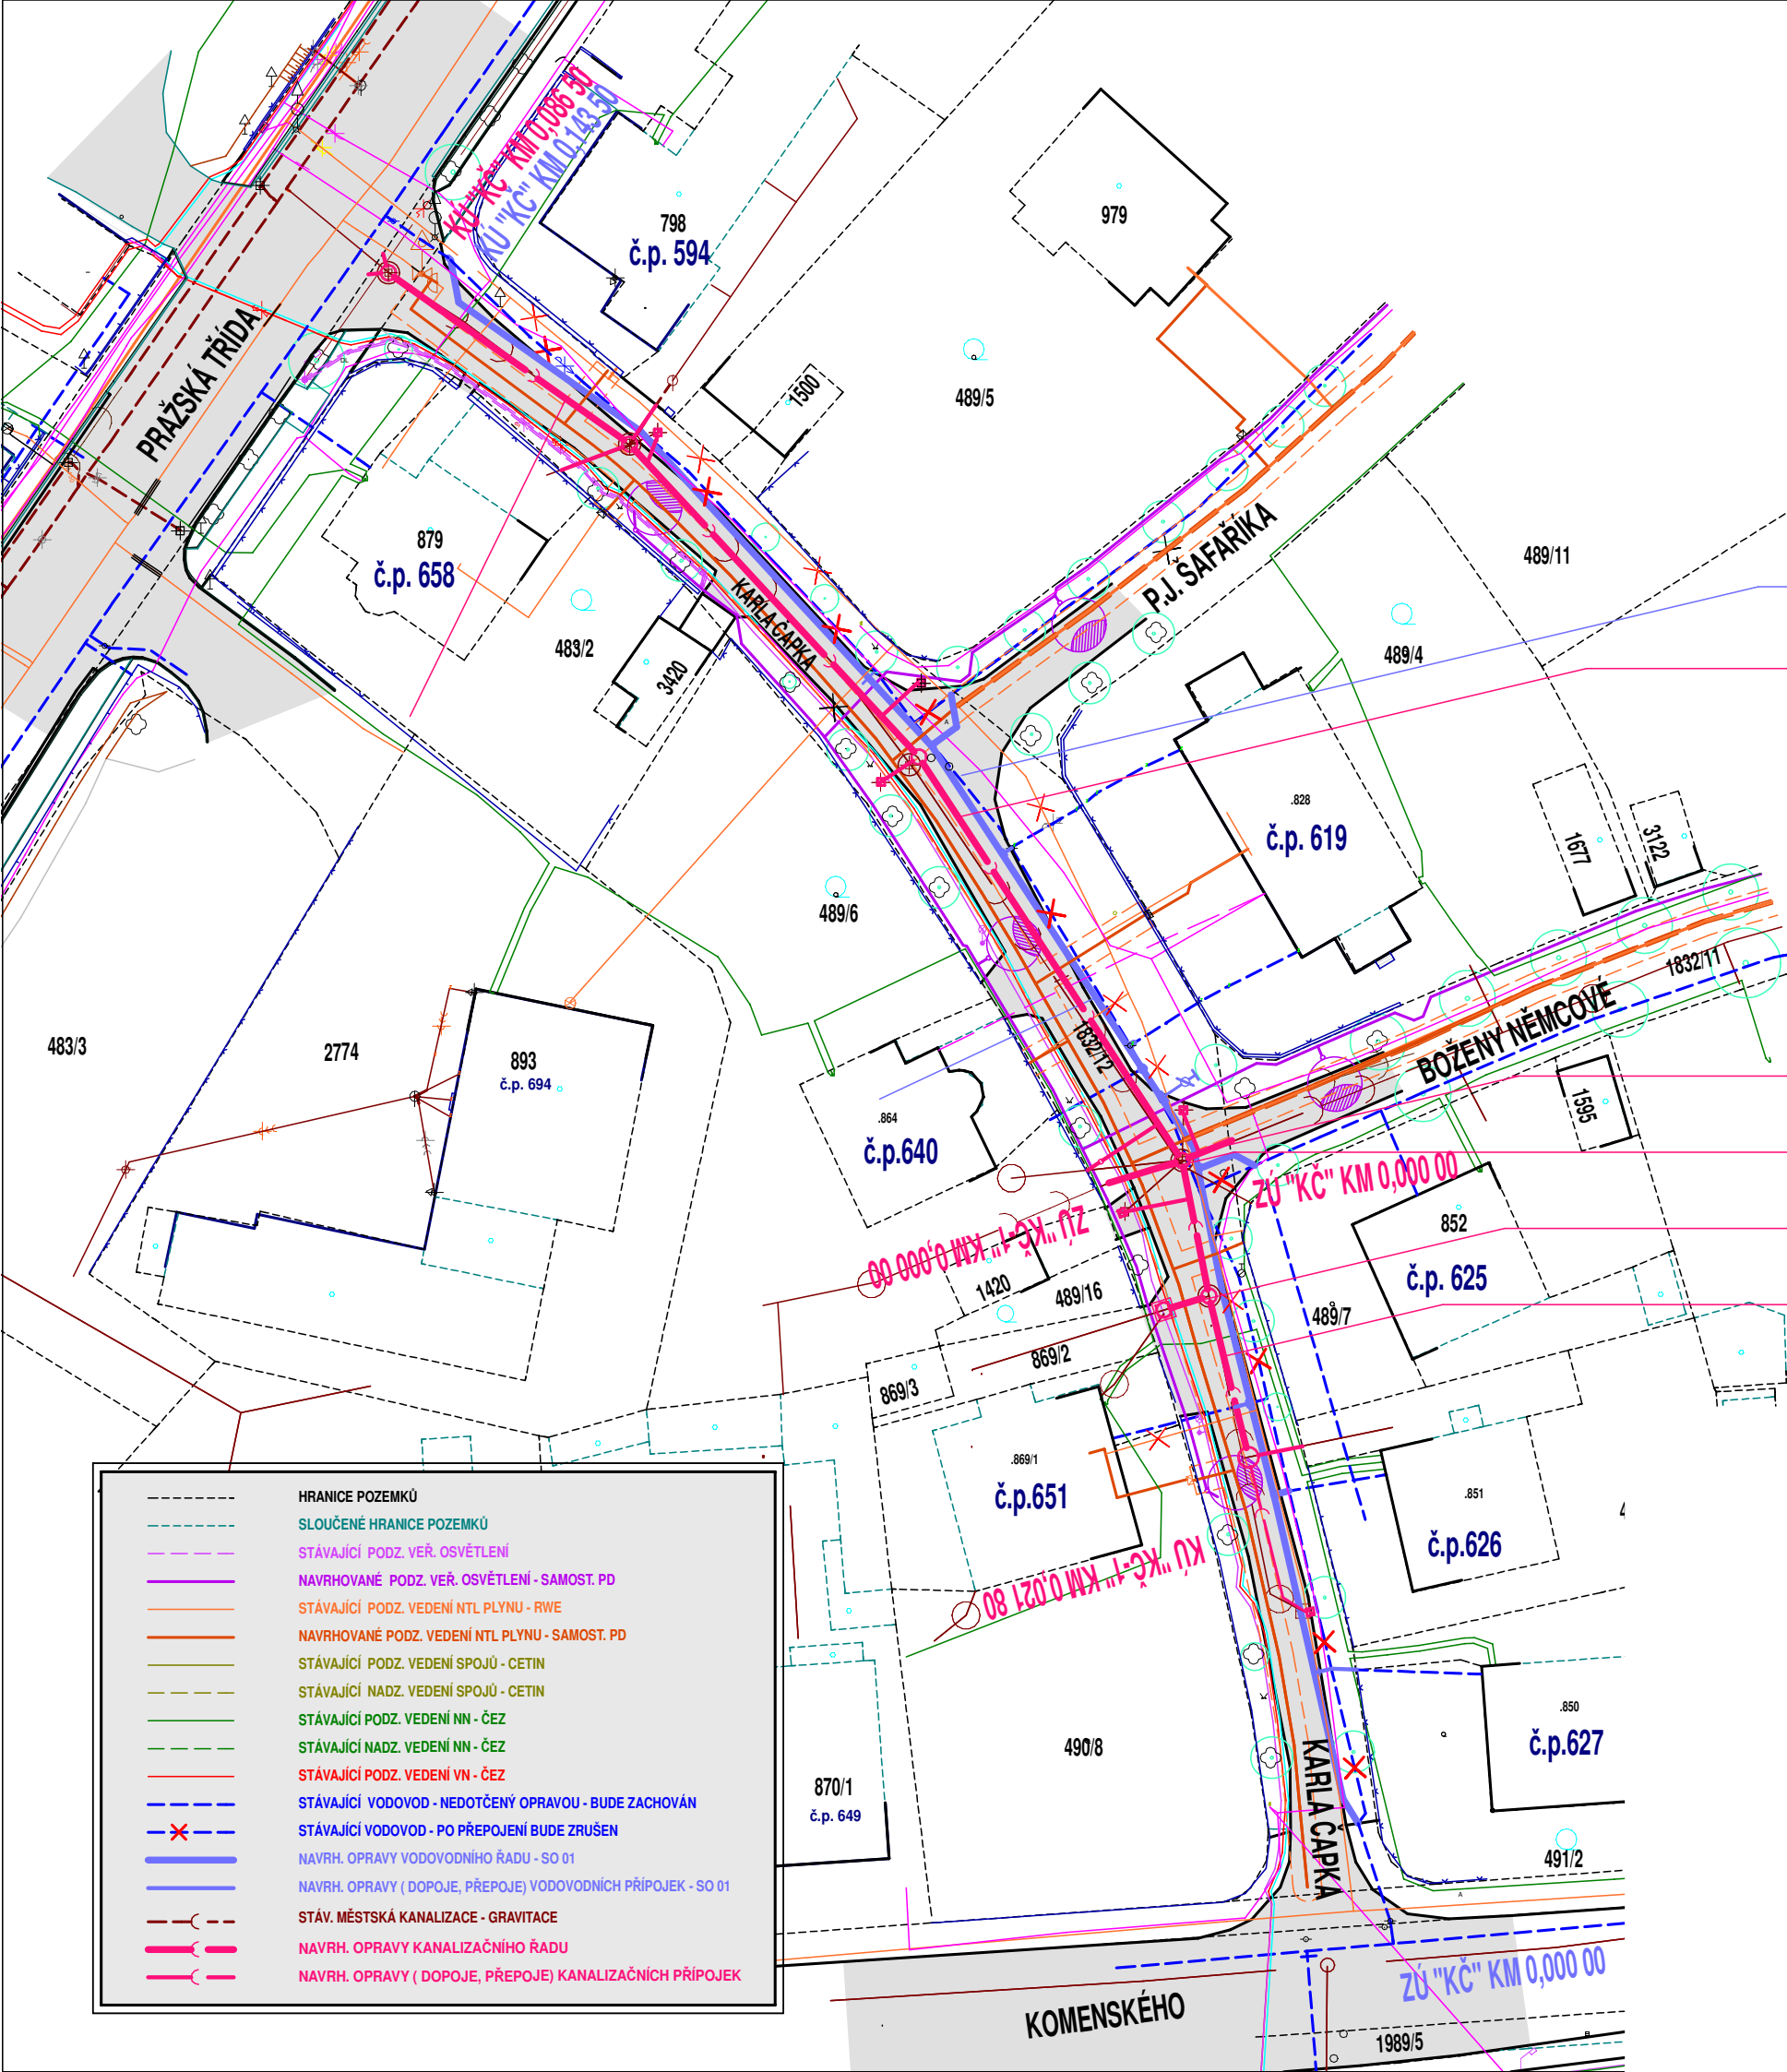 KÚ "KČ" KM 0,086 50
KÚ "KČ" KM 0,143 50
798
č.p. 594
979
PRAŽSKÁ TŘÍDA
1500
489/5
P.J. ŠAFAŘÍKA
489/11
879
č.p. 658
KARLA ČAPKA
483/2
3420
489/4
.828
č.p. 619
1677
3122
489/6
1832/11
BOŽENY NĚMCOVÉ
483/3
2774
893
č.p. 694
1832/12
1595
.864
č.p.640
ZÚ "KČ" KM 0,000 00
ZÚ "KČ-1" KM 0,000 00
852
č.p. 625
1420
489/16
489/7
869/2
869/3
.869/1
č.p.651
.851
č.p.626
KÚ "KČ-1" KM 0,021 80
.850
č.p.627
490/8
KARLA ČAPKA
870/1
č.p. 649
491/2
ZÚ "KČ" KM 0,000 00
KOMENSKÉHO
1989/5
HRANICE POZEMKŮ
SLOUČENÉ HRANICE POZEMKŮ
STÁVAJÍCÍ PODZ. VEŘ. OSVĚTLENÍ
NAVRHOVANÉ PODZ. VEŘ. OSVĚTLENÍ - SAMOST. PD
STÁVAJÍCÍ PODZ. VEDENÍ NTL PLYNU - RWE
NAVRHOVANÉ PODZ. VEDENÍ NTL PLYNU - SAMOST. PD
STÁVAJÍCÍ PODZ. VEDENÍ SPOJŮ - CETIN
STÁVAJÍCÍ NADZ. VEDENÍ SPOJŮ - CETIN
STÁVAJÍCÍ PODZ. VEDENÍ NN - ČEZ
STÁVAJÍCÍ NADZ. VEDENÍ NN - ČEZ
STÁVAJÍCÍ PODZ. VEDENÍ VN - ČEZ
STÁVAJÍCÍ VODOVOD - NEDOTČENÝ OPRAVOU - BUDE ZACHOVÁN
STÁVAJÍCÍ VODOVOD - PO PŘEPOJENÍ BUDE ZRUŠEN
NAVRH. OPRAVY VODOVODNÍHO ŘADU - SO 01
NAVRH. OPRAVY ( DOPOJE, PŘEPOJE) VODOVODNÍCH PŘÍPOJEK - SO 01
STÁV. MĚSTSKÁ KANALIZACE - GRAVITACE
NAVRH. OPRAVY KANALIZAČNÍHO ŘADU
NAVRH. OPRAVY ( DOPOJE, PŘEPOJE) KANALIZAČNÍCH PŘÍPOJEK